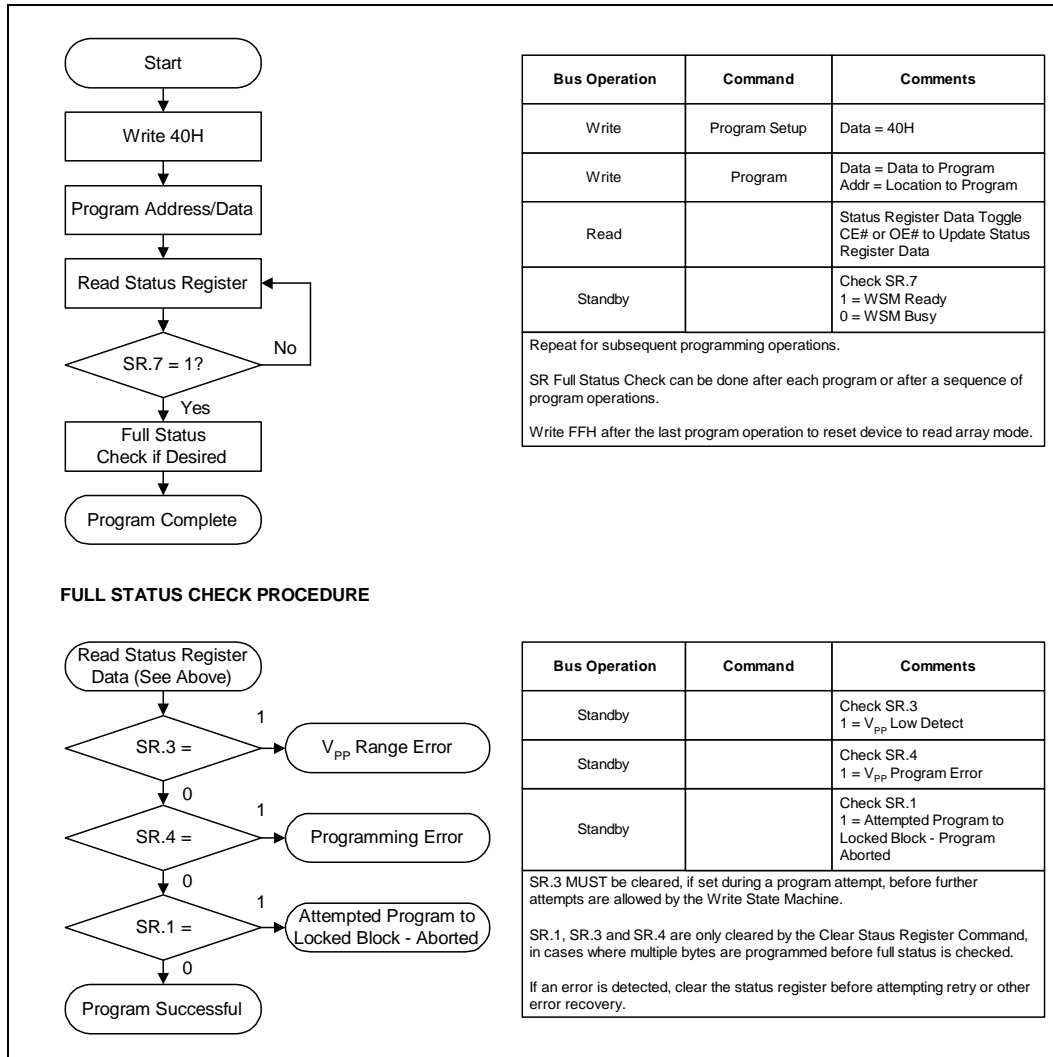 Start
Write 40H
Program Address/Data
Read Status Register
No
SR.7 = 1?
Yes
Full Status
Check if Desired
Program Complete
Bus Operation Command Comments
Write Program Setup Data = 40H
Write Program Data = Data to Program
Addr = Location to Program
Read Status Register Data Toggle
CE# or OE# to Update Status
Register Data
Standby Check SR.7
1 = WSM Ready
0 = WSM Busy
Repeat for subsequent programming operations.
SR Full Status Check can be done after each program or after a sequence of
program operations.
Write FFH after the last program operation to reset device to read array mode.
FULL STATUS CHECK PROCEDURE
Read Status Register
Data (See Above)
1
SR.3 =
VPP Range Error
0
1
SR.4 =
Programming Error
0
1
SR.1 =
Attempted Program to
Locked Block - Aborted
0
Program Successful
Bus Operation Command Comments
Standby Check SR.3
1 = VPP Low Detect
Standby Check SR.4
1 = VPP Program Error
Standby Check SR.1
1 = Attempted Program to
Locked Block - Program
Aborted
SR.3 MUST be cleared, if set during a program attempt, before further
attempts are allowed by the Write State Machine.
SR.1, SR.3 and SR.4 are only cleared by the Clear Staus Register Command,
in cases where multiple bytes are programmed before full status is checked.
If an error is detected, clear the status register before attempting retry or other
error recovery.